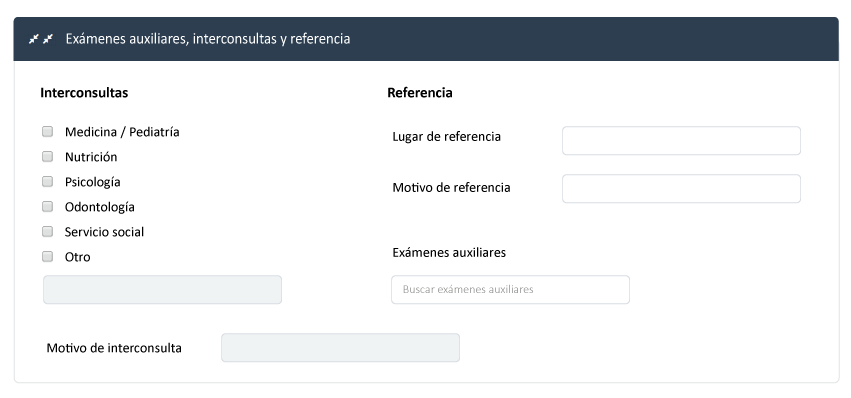 Exámenes auxiliares, interconsultas y referencia
Interconsultas
Medicina / Pediatría
Nutrición
Psicología
Odontología
Servicio social
Otro
Motivo de interconsulta
Referencia
Lugar de referencia
Motivo de referencia
Exámenes auxiliares
Buscar exámenes auxiliares